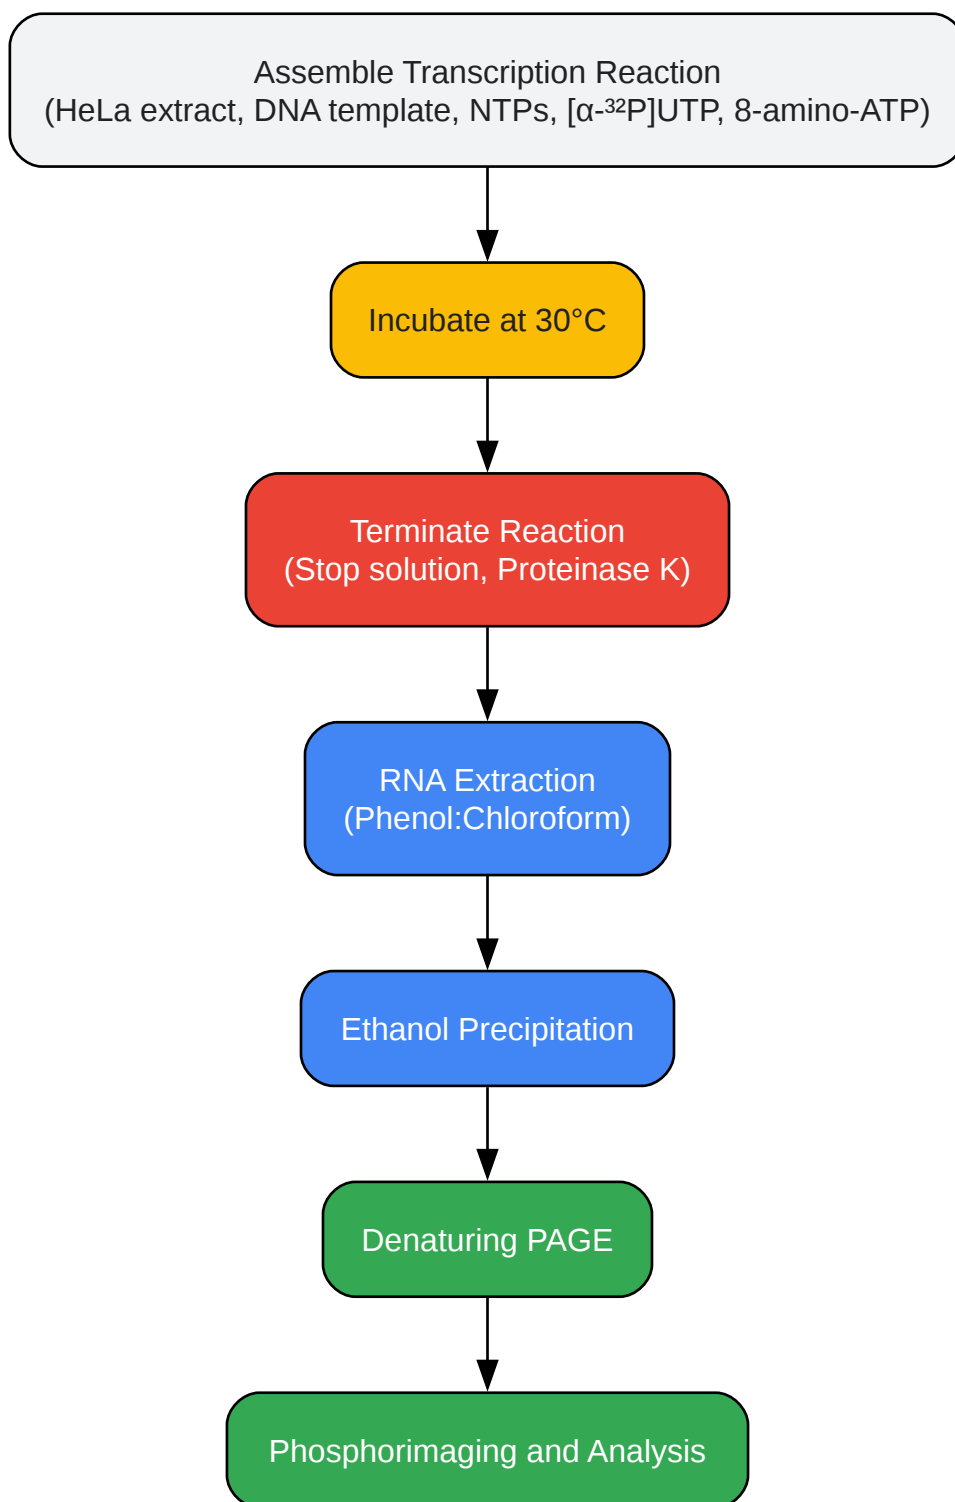 Assemble Transcription Reaction
(HeLa extract, DNA template, NTPs, [α-³²P]UTP, 8-amino-ATP)
Incubate at 30°C
Terminate Reaction
(Stop solution, Proteinase K)
RNA Extraction
(Phenol:Chloroform)
Ethanol Precipitation
Denaturing PAGE
Phosphorimaging and Analysis